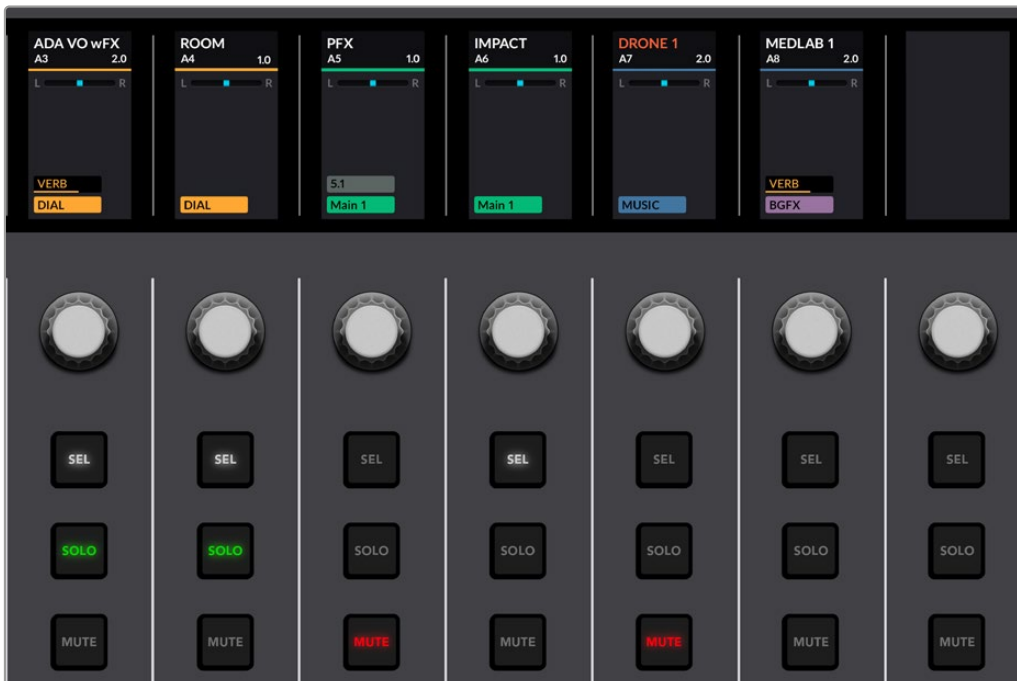 ADA VO wFX ROOM PFX IMPACT DRONE 1 MEDLAB 1
A3 2.0 A4 1.0 A5 1.0 A6 1.0 A7 2.0 A8 2.0
L R L R L R L R L R L R
VERB 5.1 VERB
DIAL DIAL Main 1 Main 1 MUSIC BGFX
SEL SEL SEL SEL SEL SEL SEL
SOLO SOLO SOLO SOLO SOLO SOLO SOLO
MUTE MUTE MUTE MUTE MUTE MUTE MUTE